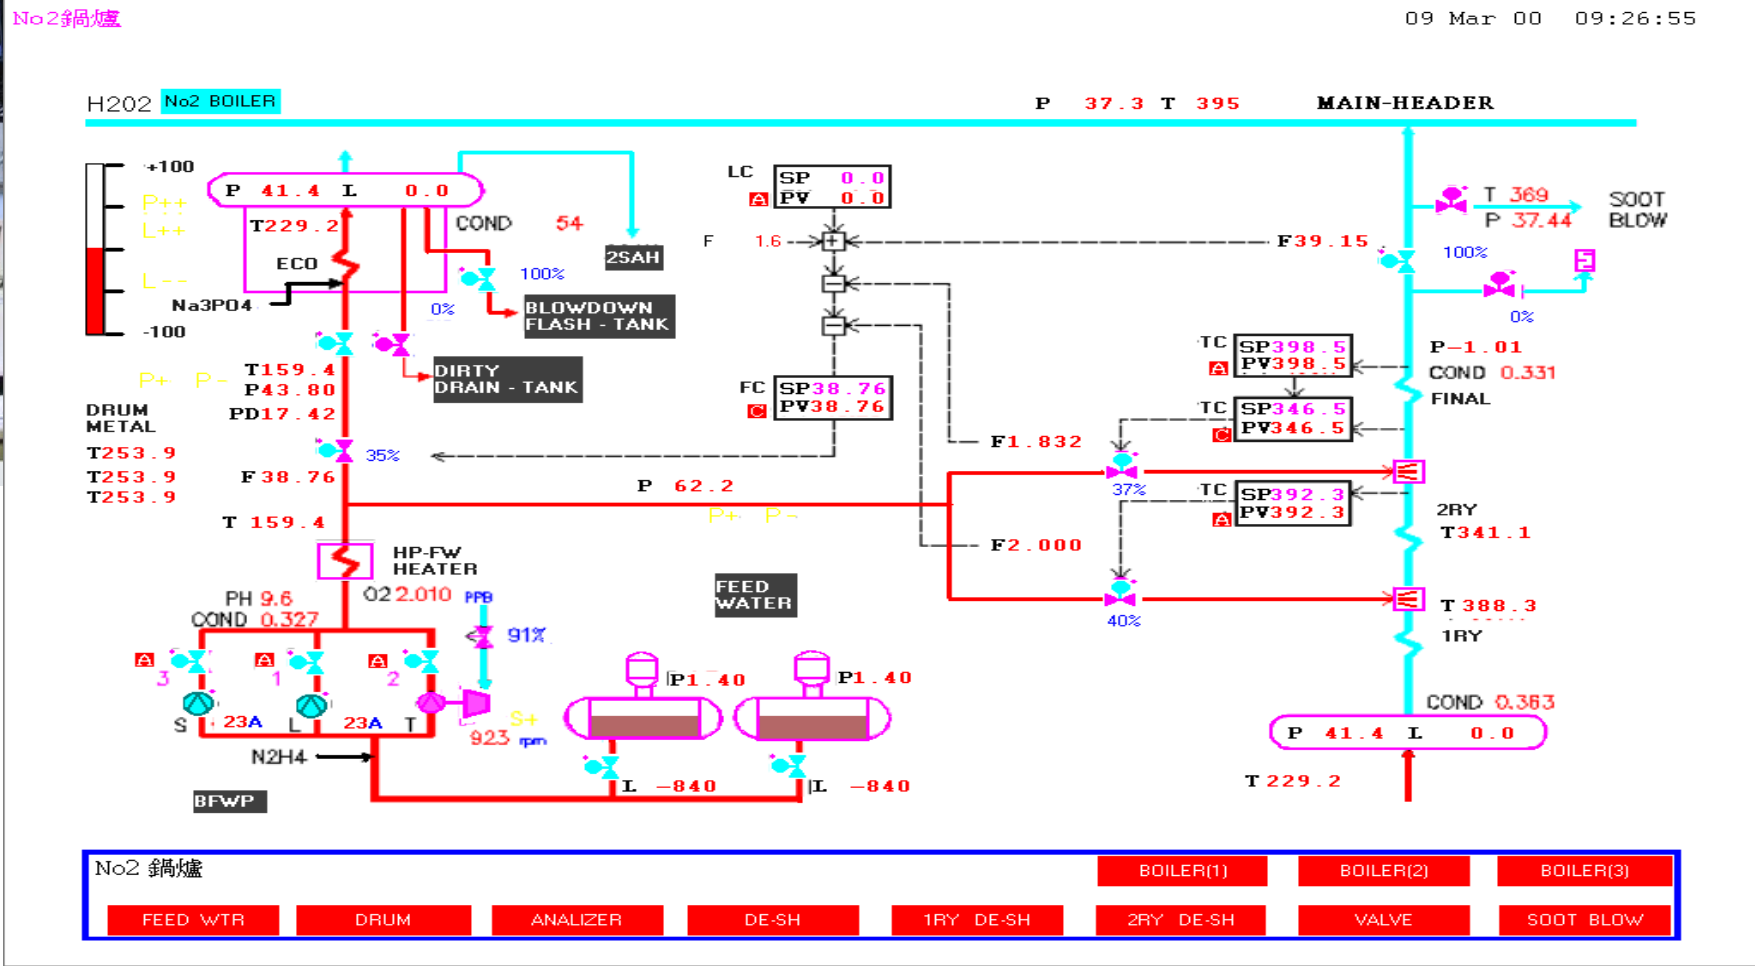 No2鍋爐
09 Mar 00 09:26:55
H202 No2 BOILER
P 37.3 T 395 MAIN-HEADER
+100
P++
L++
L--
-100
P 41.4 L 0.0
T229.2
COND 54
ECO
Na3PO4
2SAH
100%
0%
BLOWDOWN
FLASH - TANK
DIRTY
DRAIN - TANK
LC
SP 0.0
A PV 0.0
F 1.6
F39.15
T 369
P 37.44
SOOT
BLOW
100%
0%
T159.4
P43.80
PD17.42
P+ P-
DRUM
METAL
T253.9
T253.9
T253.9
35%
F38.76
T 159.4
FC SP38.76
C PV38.76
TC SP398.5
A PV398.5
P-1.01
COND 0.331
FINAL
TC SP346.5
C PV346.5
F1.832
37%
P 62.2
P+ P-
TC SP392.3
A PV392.3
2RY
T341.1
F2.000
40%
T388.3
1RY
HP-FW
HEATER
FEED
WATER
PH 9.6
COND 0.327
O2 2.010 PPB
91%
A 3
A 1
A 2
S 23A L 23A T
S+
923 rpm
N2H4
BFWP
P1.40
P1.40
L -840
L -840
COND 0.363
P 41.4 L 0.0
T229.2
No2 鍋爐
BOILER(1) BOILER(2) BOILER(3)
FEED WTR DRUM ANALIZER DE-SH 1RY DE-SH 2RY DE-SH VALVE SOOT BLOW